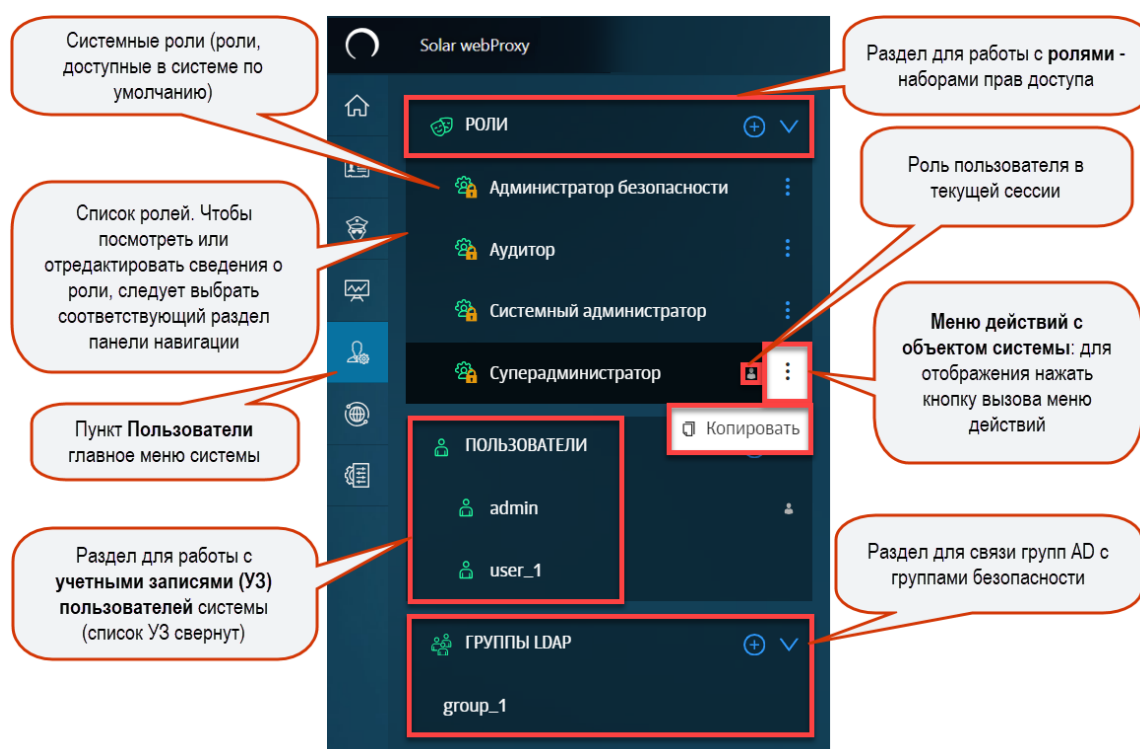 Системные роли (роли,
доступные в системе по
умолчанию)
Список ролей. Чтобы
посмотреть или
отредактировать сведения о
роли, следует выбрать
соответствующий раздел
панели навигации
Пункт Пользователи
главное меню системы
Раздел для работы с
учетными записями (УЗ)
пользователей системы
(список УЗ свернут)
Solar webProxy
РОЛИ
Администратор безопасности
Аудитор
Системный администратор
Суперадминистратор
Копировать
ПОЛЬЗОВАТЕЛИ
admin
user_1
ГРУППЫ LDAP
group_1
Раздел для работы с ролями -
наборами прав доступа
Роль пользователя в
текущей сессии
Меню действий с
объектом системы: для
отображения нажать
кнопку вызова меню
действий
Раздел для связи групп AD с
группами безопасности